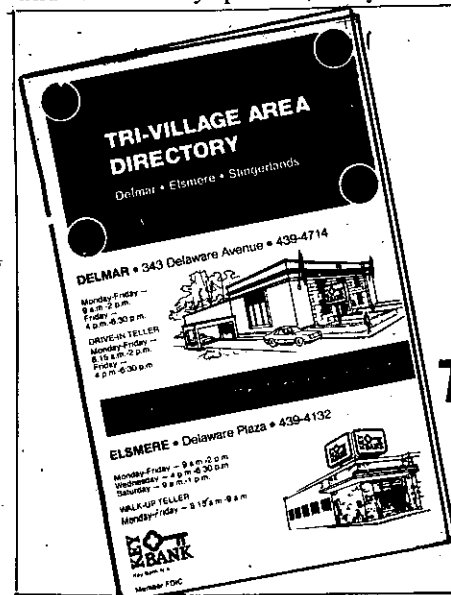 TRI-VILLAGE AREA
DIRECTORY
Delmar • Elsmere • Slingerlands
DELMAR • 343 Delaware Avenue • 439-4714
Monday-Friday —
9 a.m.-2 p.m.
Friday —
4 p.m.-6:30 p.m.
DRIVE-IN TELLER
Monday-Friday —
8:15 a.m.-2 p.m.
Friday —
4 p.m.-6:30 p.m.
ELSMERE • Delaware Plaza • 439-4132
Monday-Friday — 9 a.m.-2 p.m.
Wednesday — 4 p.m.-6:30 p.m.
Saturday — 9 a.m.-1 p.m.
WALK-UP TELLER
Monday-Friday — 8:15 a.m.-9 a.m.
KEY
BANK
Key Bank N.A.
Member FDIC